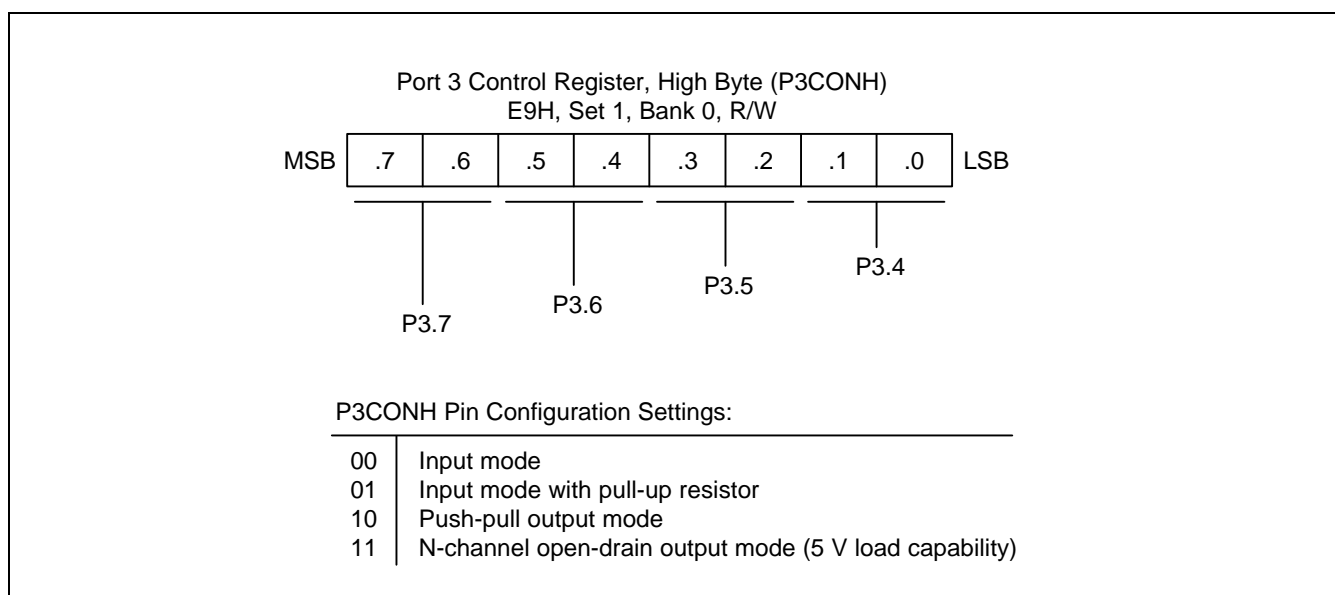 Port 3 Control Register, High Byte (P3CONH)
E9H, Set 1, Bank 0, R/W
MSB .7 .6 .5 .4 .3 .2 .1 .0 LSB
P3.4
P3.5
P3.6
P3.7
P3CONH Pin Configuration Settings:
00 Input mode
01 Input mode with pull-up resistor
10 Push-pull output mode
11 N-channel open-drain output mode (5 V load capability)